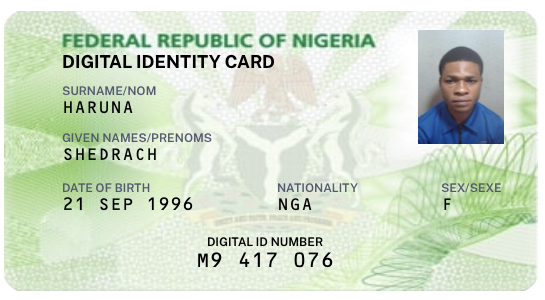 FEDERAL REPUBLIC OF NIGERIA
DIGITAL IDENTITY CARD
SURNAME/NOM
HARUNA
GIVEN NAMES/PRENOMS
SHEDRACH
DATE OF BIRTH NATIONALITY SEX/SEXE
21 SEP 1996 NGA F
DIGITAL ID NUMBER
M9 417 076